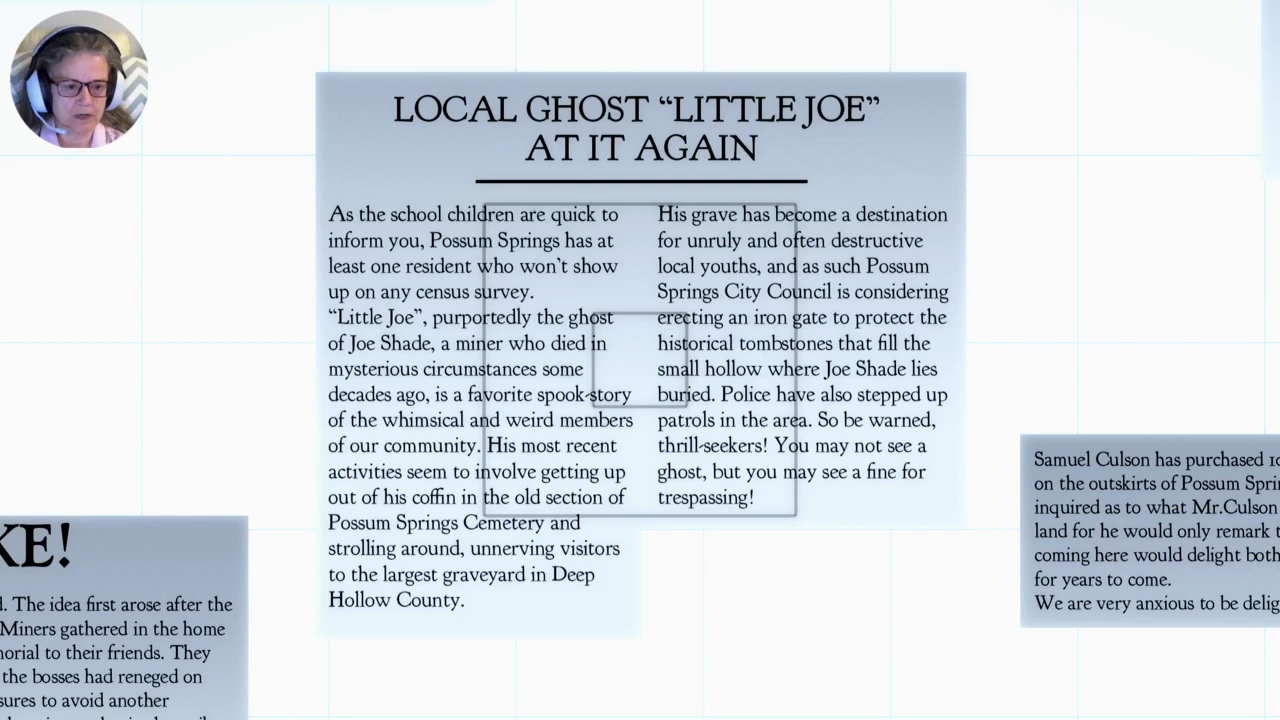 LOCAL GHOST “LITTLE JOE”
AT IT AGAIN
As the school children are quick to
inform you, Possum Springs has at
least one resident who won’t show
up on any census survey.
“Little Joe”, purportedly the ghost
of Joe Shade, a miner who died in
mysterious circumstances some
decades ago, is a favorite spook-story
of the whimsical and weird members
of our community. His most recent
activities seem to involve getting up
out of his coffin in the old section of
Possum Springs Cemetery and
strolling around, unnerving visitors
to the largest graveyard in Deep
Hollow County.
His grave has become a destination
for unruly and often destructive
local youths, and as such Possum
Springs City Council is considering
erecting an iron gate to protect the
historical tombstones that fill the
small hollow where Joe Shade lies
buried. Police have also stepped up
patrols in the area. So be warned,
thrill-seekers! You may not see a
ghost, but you may see a fine for
trespassing!
KE!
. The idea first arose after the
Miners gathered in the home
orial to their friends. They
the bosses had reneged on
sures to avoid another
Samuel Culson has purchased
on the outskirts of Possum Sprin
inquired as to what Mr.Culson
land for he would only remark t
coming here would delight both
for years to come.
We are very anxious to be delig